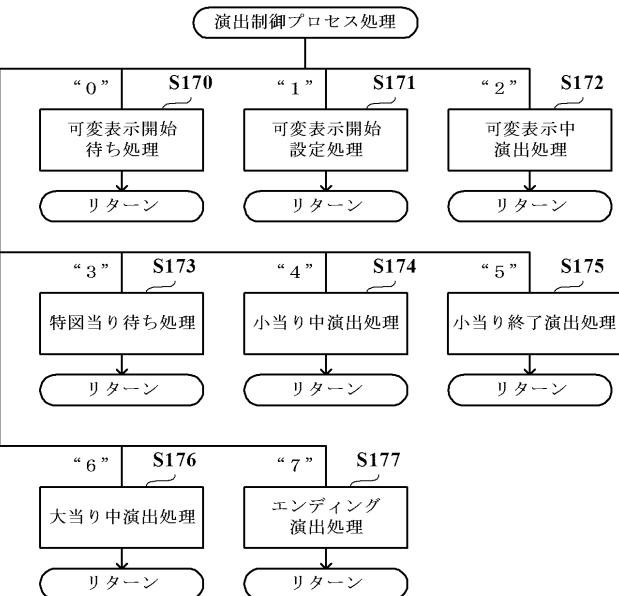 演出制御プロセス処理
“０” S170 “１” S171 “２” S172
可変表示開始 可変表示開始 可変表示中
待ち処理 設定処理 演出処理
リターン リターン リターン
“３” S173 “４” S174 “５” S175
特図当り待ち処理 小当り中演出処理 小当り終了演出処理
リターン リターン リターン
“６” S176 “７” S177
大当り中演出処理 エンディング
演出処理
リターン リターン